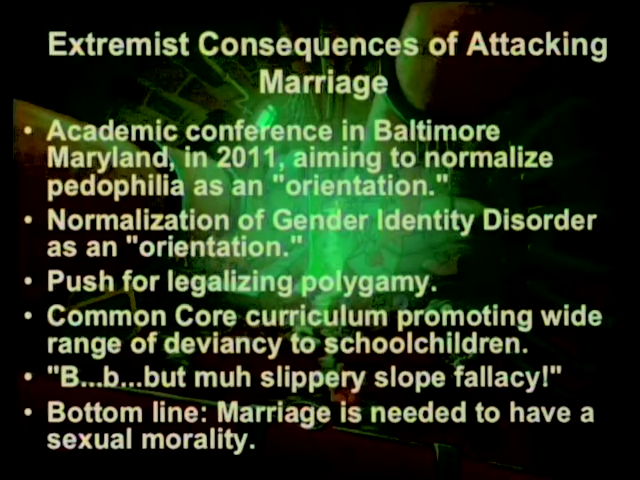 Extremist Consequences of Attacking
Marriage
• Academic conference in Baltimore
Maryland, in 2011, aiming to normalize
pedophilia as an "orientation."
• Normalization of Gender Identity Disorder
as an "orientation."
• Push for legalizing polygamy.
• Common Core curriculum promoting wide
range of deviancy to schoolchildren.
• "B...b...but muh slippery slope fallacy!"
• Bottom line: Marriage is needed to have a
sexual morality.